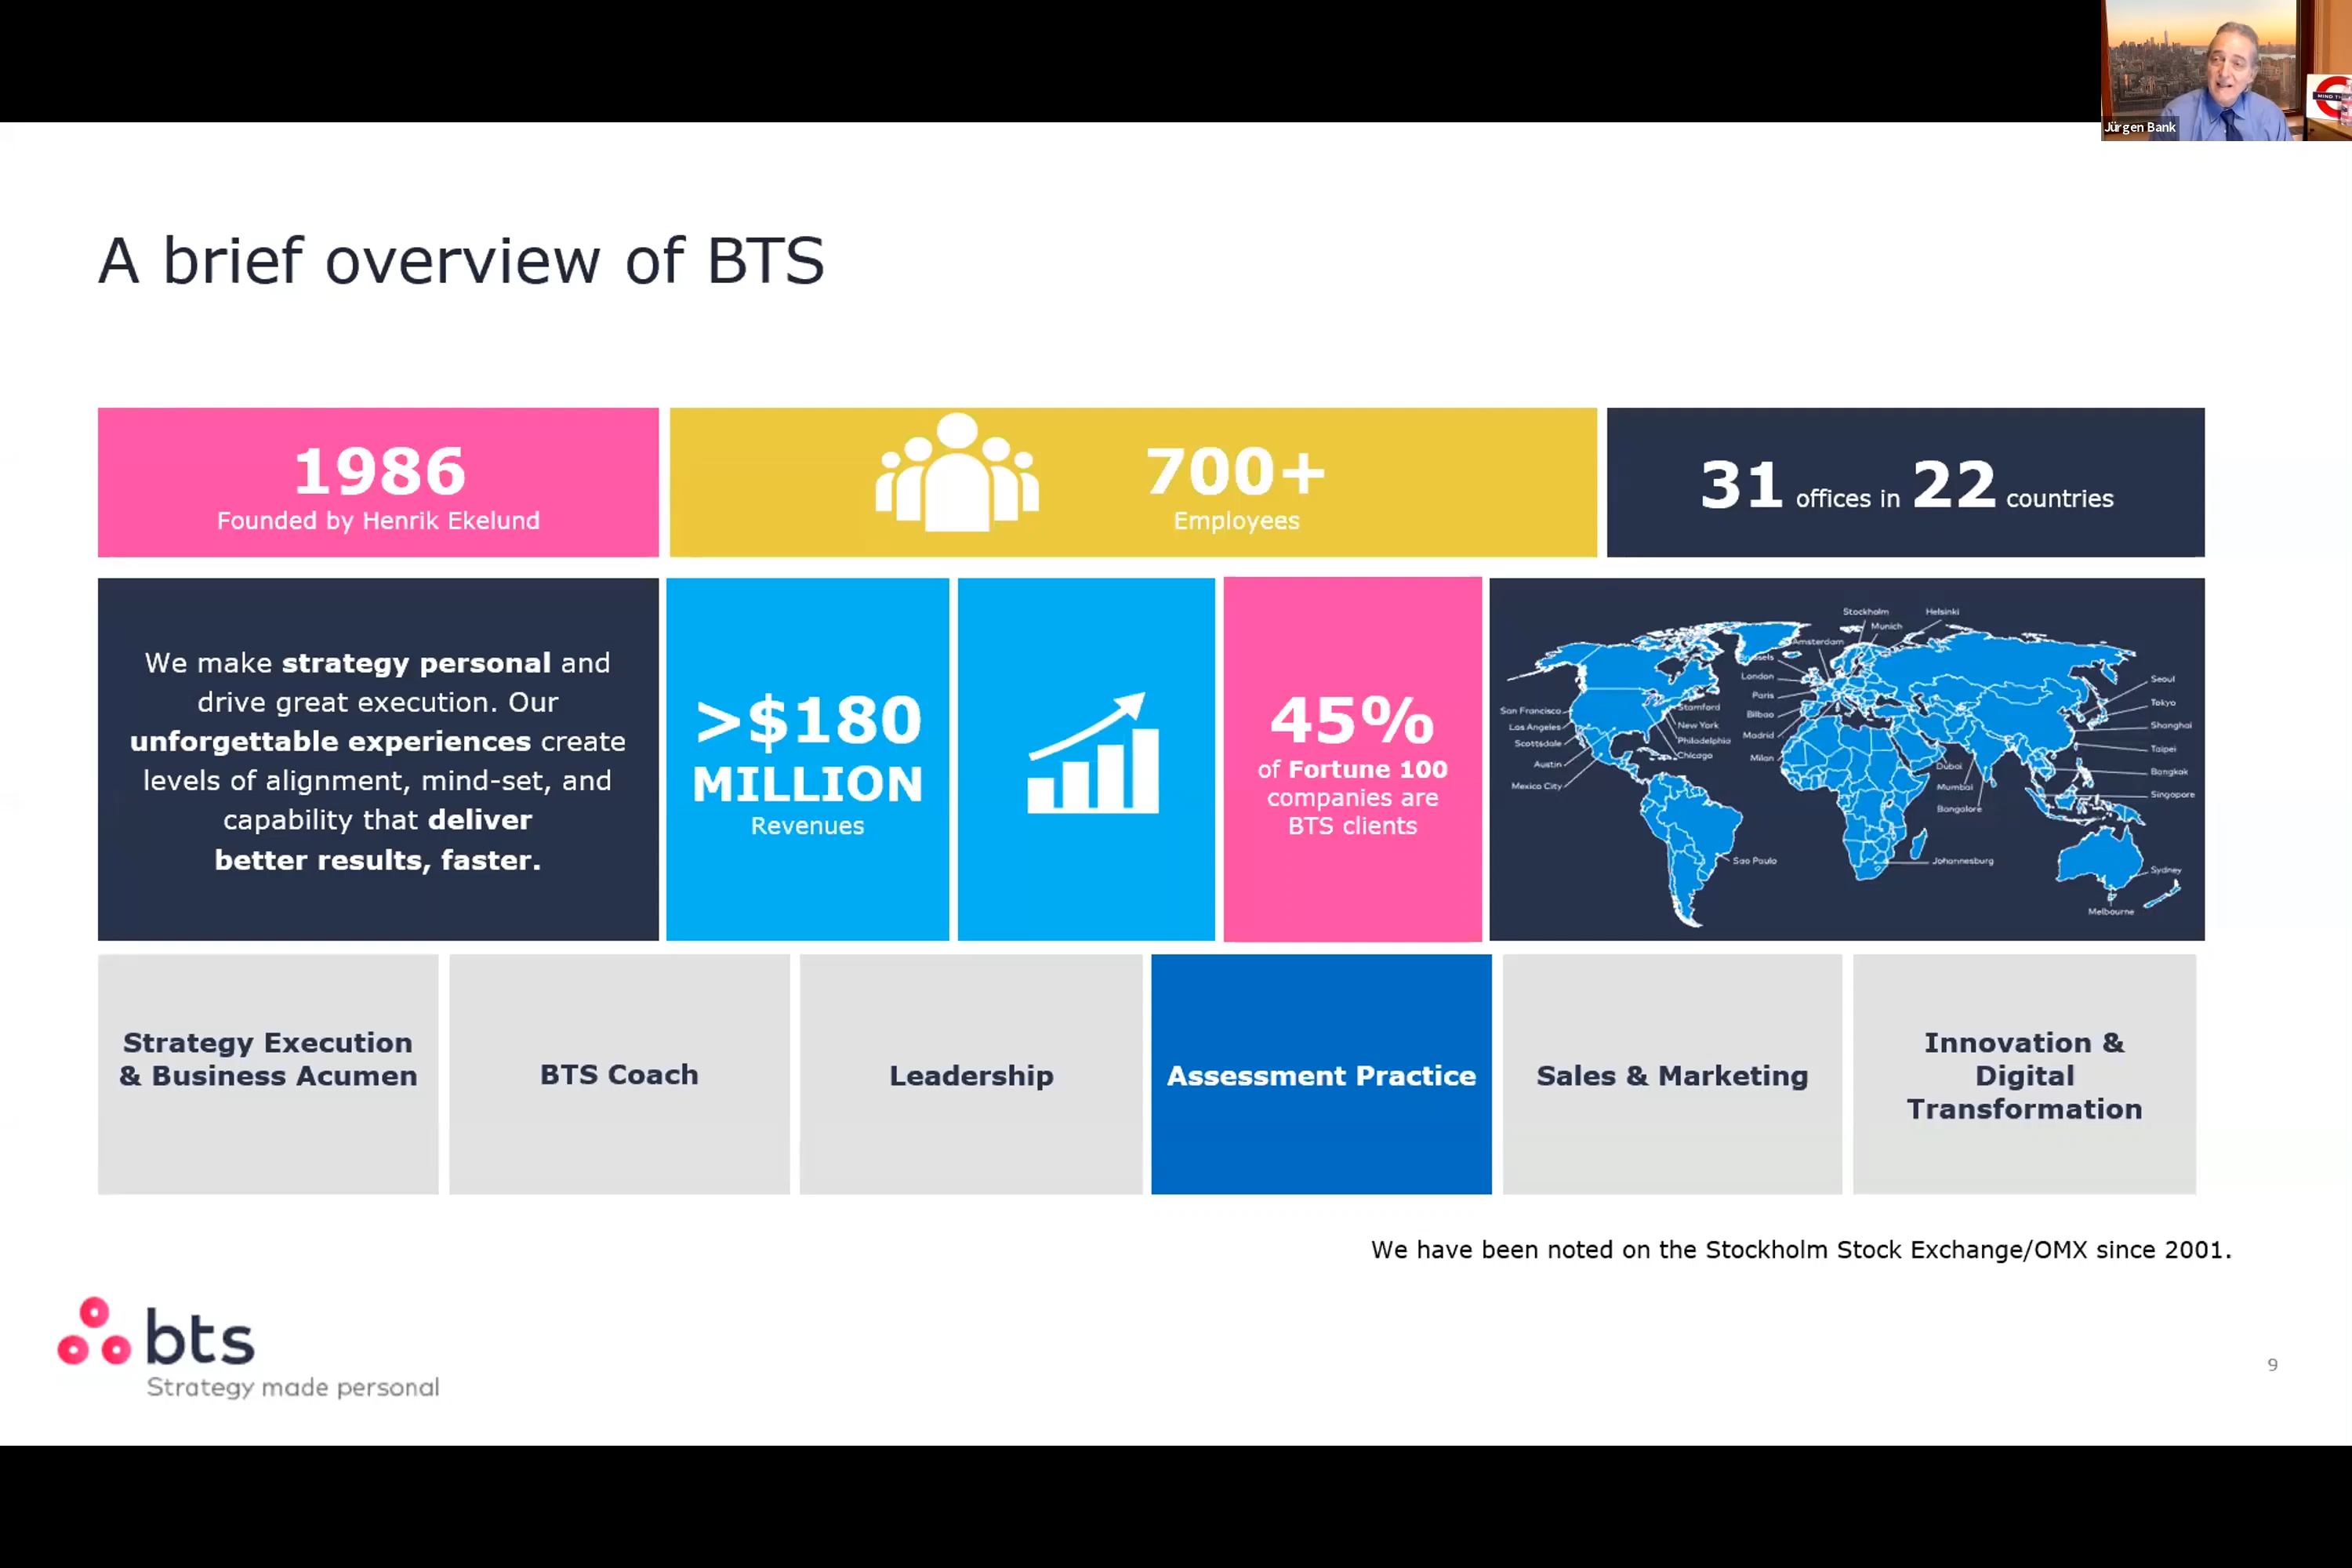 Jürgen Bank
A brief overview of BTS
1986
Founded by Henrik Ekelund
700+
Employees
31 offices in 22 countries
We make strategy personal and
drive great execution. Our
unforgettable experiences create
levels of alignment, mind-set, and
capability that deliver
better results, faster.
>$180
MILLION
Revenues
45%
of Fortune 100
companies are
BTS clients
Stockholm
Helsinki
Munich
Amsterdam
London
Paris
Bilbao
Madrid
Milan
San Francisco
Los Angeles
Scottsdale
Austin
Mexico City
Stamford
New York
Philadelphia
Chicago
Sao Paulo
Dubai
Mumbai
Bangalore
Johannesburg
Seoul
Tokyo
Shanghai
Taipei
Bangkok
Singapore
Sydney
Melbourne
Strategy Execution
& Business Acumen
BTS Coach
Leadership
Assessment Practice
Sales & Marketing
Innovation &
Digital
Transformation
We have been noted on the Stockholm Stock Exchange/OMX since 2001.
bts
Strategy made personal
9